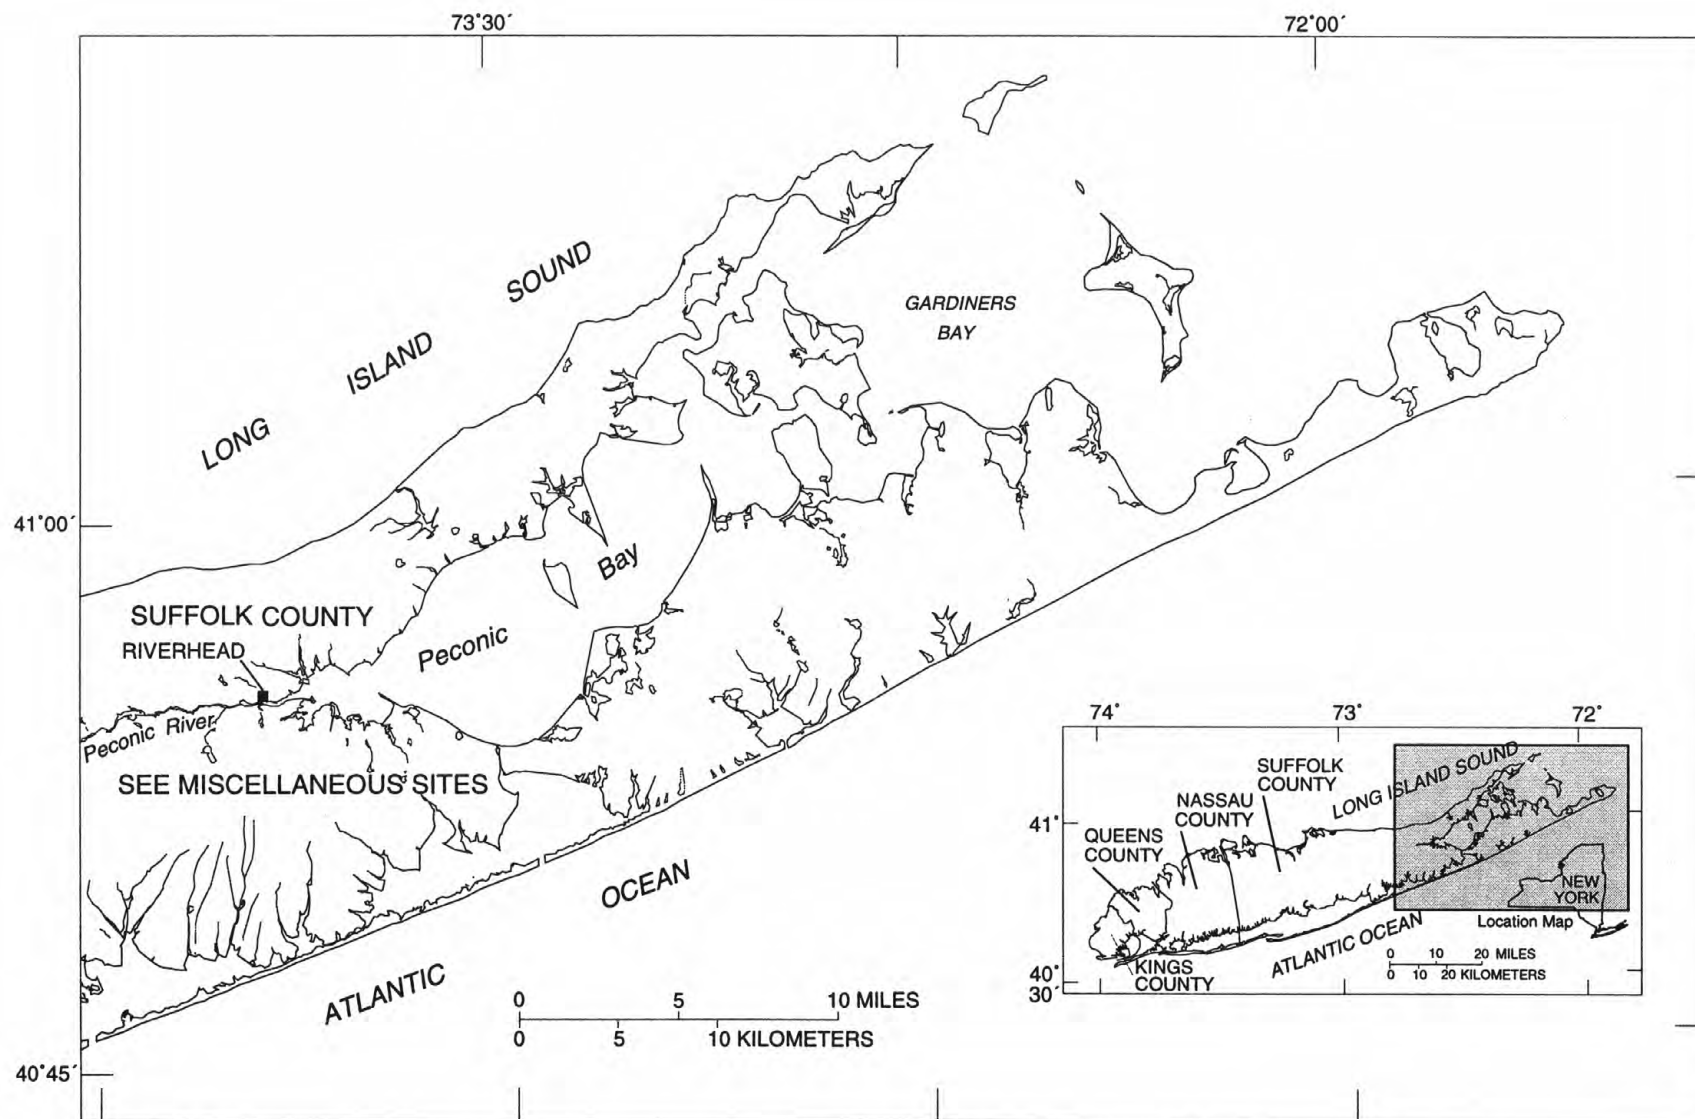 73°30′
72°00′
LONG ISLAND SOUND
GARDINERS
BAY
41°00′
Bay
Peconic
SUFFOLK COUNTY
RIVERHEAD
Peconic River
SEE MISCELLANEOUS SITES
ATLANTIC OCEAN
40°45′
0 5 10 MILES
0 5 10 KILOMETERS
74° 73° 72°
LONG ISLAND SOUND
SUFFOLK
COUNTY
NASSAU
COUNTY
QUEENS
COUNTY
41°
NEW
YORK
Location Map
ATLANTIC OCEAN
KINGS
COUNTY
40°
30′
0 10 20 MILES
0 10 20 KILOMETERS